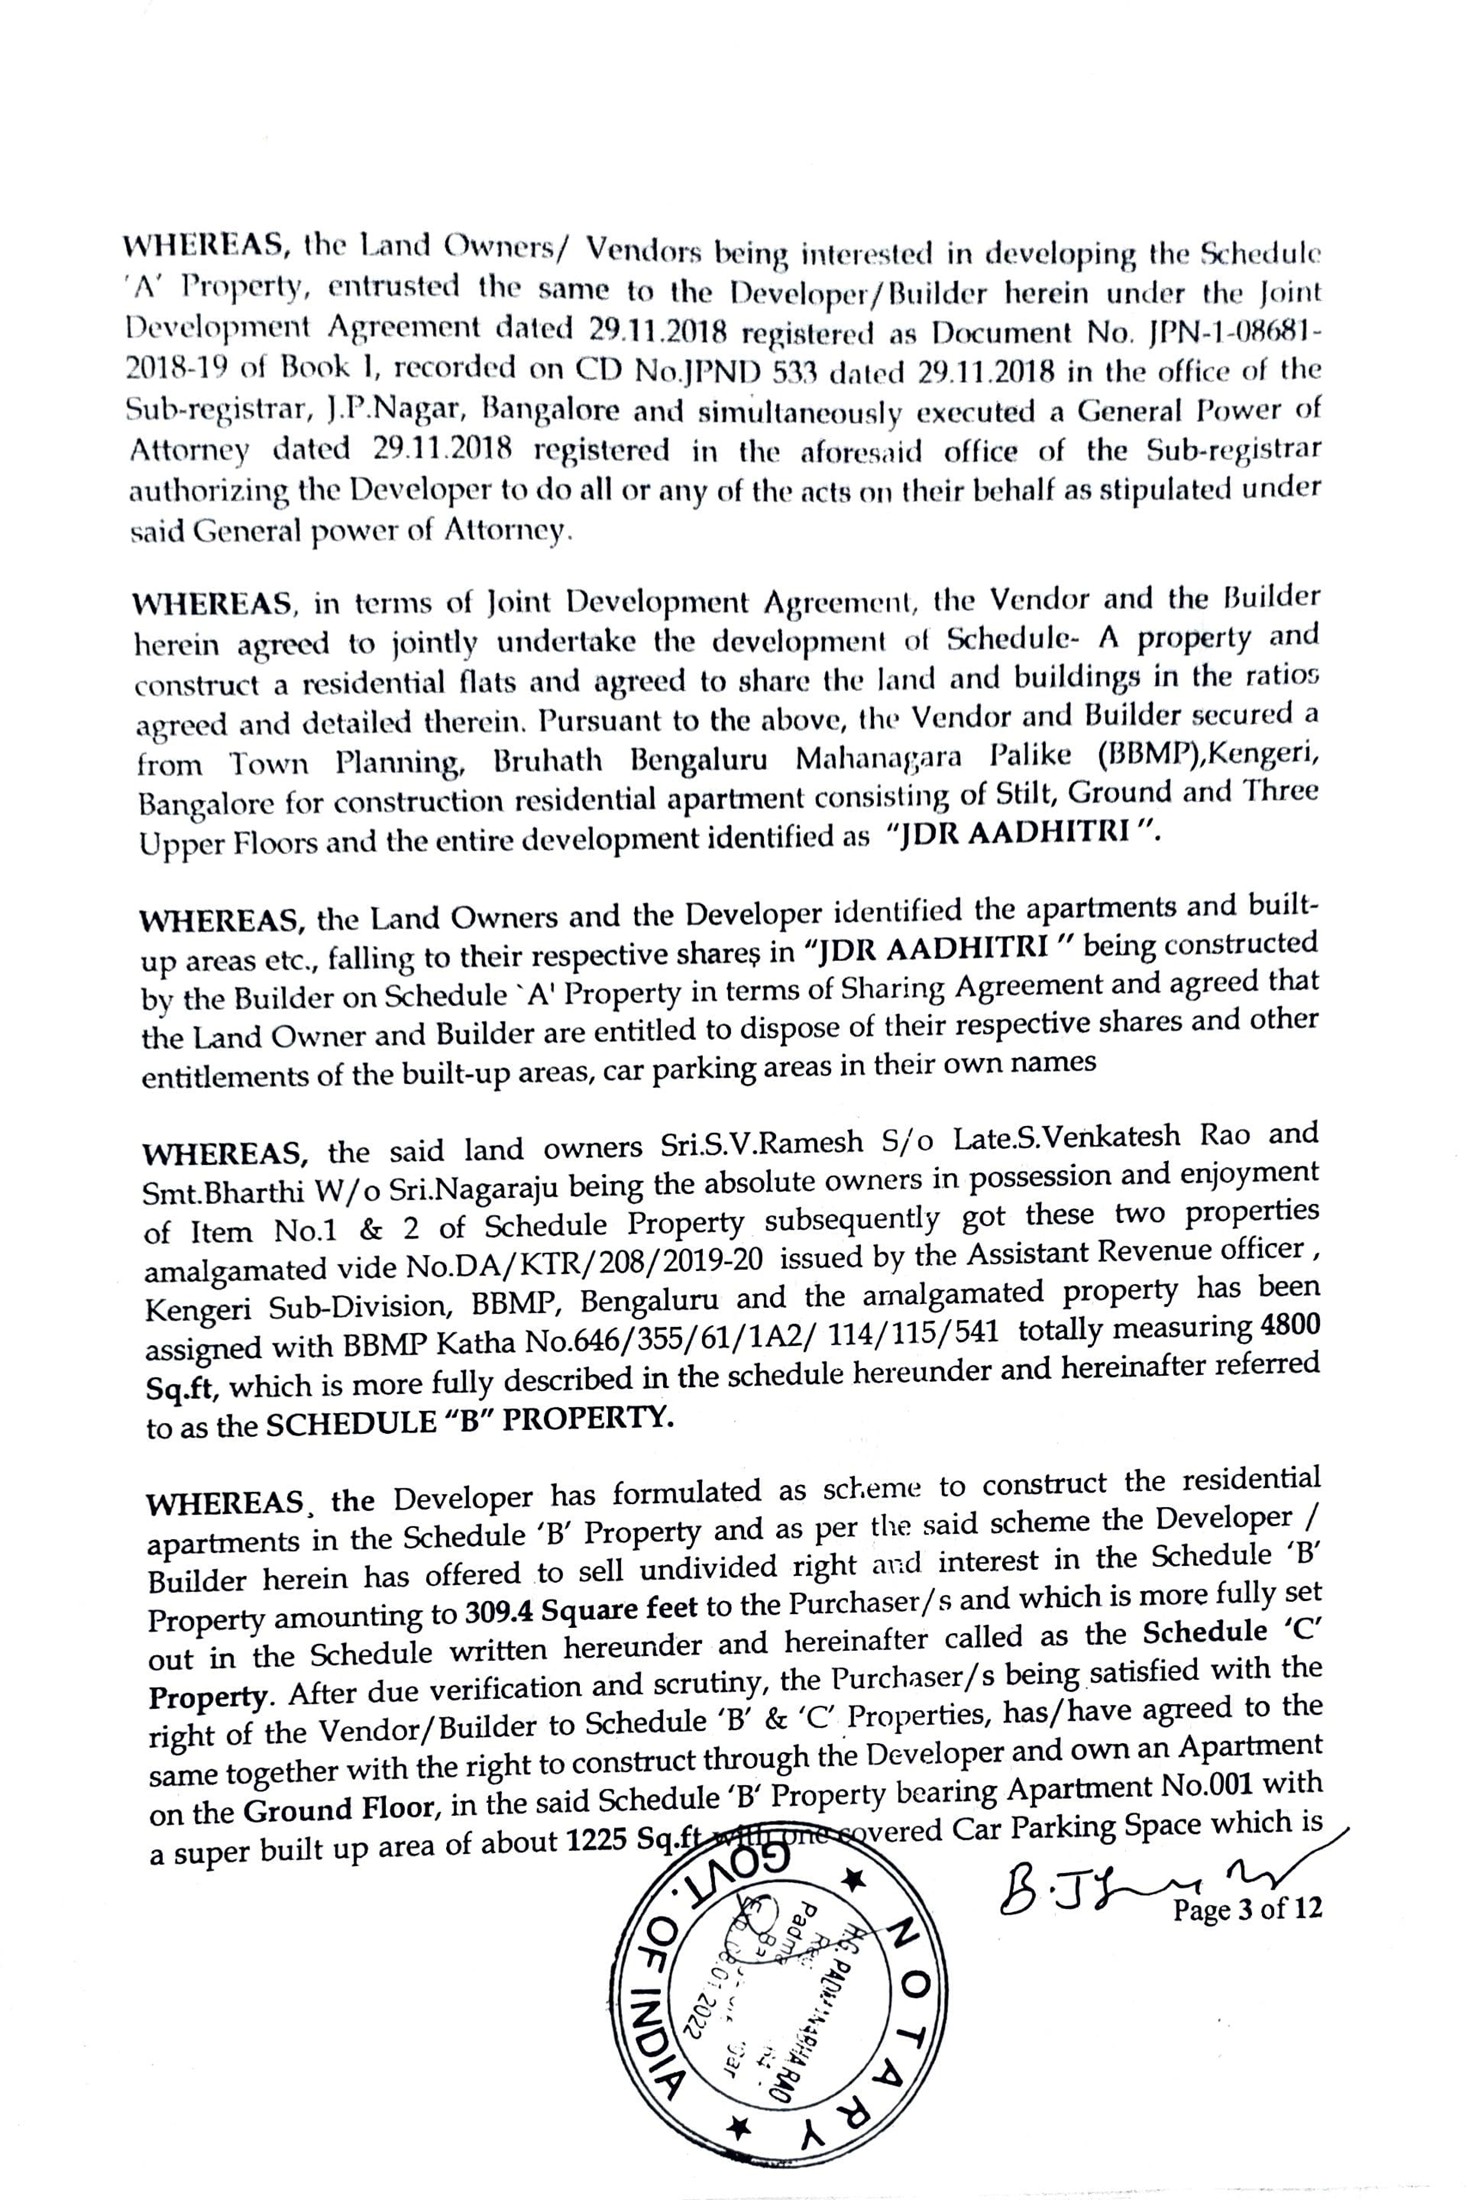 WHEREAS, the Land Owners/ Vendors being interested in developing the Schedule
'A' Property, entrusted the same to the Developer/Builder herein under the Joint
Development Agreement dated 29.11.2018 registered as Document No. JPN-1-08681-
2018-19 of Book I, recorded on CD No.JPND 533 dated 29.11.2018 in the office of the
Sub-registrar, J.P.Nagar, Bangalore and simultaneously executed a General Power of
Attorney dated 29.11.2018 registered in the aforesaid office of the Sub-registrar
authorizing the Developer to do all or any of the acts on their behalf as stipulated under
said General power of Attorney.
WHEREAS, in terms of Joint Development Agreement, the Vendor and the Builder
herein agreed to jointly undertake the development of Schedule- A property and
construct a residential flats and agreed to share the land and buildings in the ratios
agreed and detailed therein. Pursuant to the above, the Vendor and Builder secured a
from Town Planning, Bruhath Bengaluru Mahanagara Palike (BBMP),Kengeri,
Bangalore for construction residential apartment consisting of Stilt, Ground and Three
Upper Floors and the entire development identified as "JDR AADHITRI ".
WHEREAS, the Land Owners and the Developer identified the apartments and built-
up areas etc., falling to their respective shares in "JDR AADHITRI " being constructed
by the Builder on Schedule `A' Property in terms of Sharing Agreement and agreed that
the Land Owner and Builder are entitled to dispose of their respective shares and other
entitlements of the built-up areas, car parking areas in their own names
WHEREAS, the said land owners Sri.S.V.Ramesh S/o Late.S.Venkatesh Rao and
Smt.Bharthi W/o Sri.Nagaraju being the absolute owners in possession and enjoyment
of Item No.1 & 2 of Schedule Property subsequently got these two properties
amalgamated vide No.DA/KTR/208/2019-20 issued by the Assistant Revenue officer ,
Kengeri Sub-Division, BBMP, Bengaluru and the amalgamated property has been
assigned with BBMP Katha No.646/355/61/1A2/ 114/115/541 totally measuring 4800
Sq.ft, which is more fully described in the schedule hereunder and hereinafter referred
to as the SCHEDULE "B" PROPERTY.
WHEREAS, the Developer has formulated as scheme to construct the residential
apartments in the Schedule 'B' Property and as per the said scheme the Developer /
Builder herein has offered to sell undivided right and interest in the Schedule 'B'
Property amounting to 309.4 Square feet to the Purchaser/s and which is more fully set
out in the Schedule written hereunder and hereinafter called as the Schedule 'C'
Property. After due verification and scrutiny, the Purchaser/s being satisfied with the
right of the Vendor/Builder to Schedule 'B' & 'C' Properties, has/have agreed to the
same together with the right to construct through the Developer and own an Apartment
on the Ground Floor, in the said Schedule 'B' Property bearing Apartment No.001 with
a super built up area of about 1225 Sq.ft with one covered Car Parking Space which is
Page 3 of 12
NOTARY
GOVT. OF INDIA
H.G. PADMANABHA RAO
08.01.2022